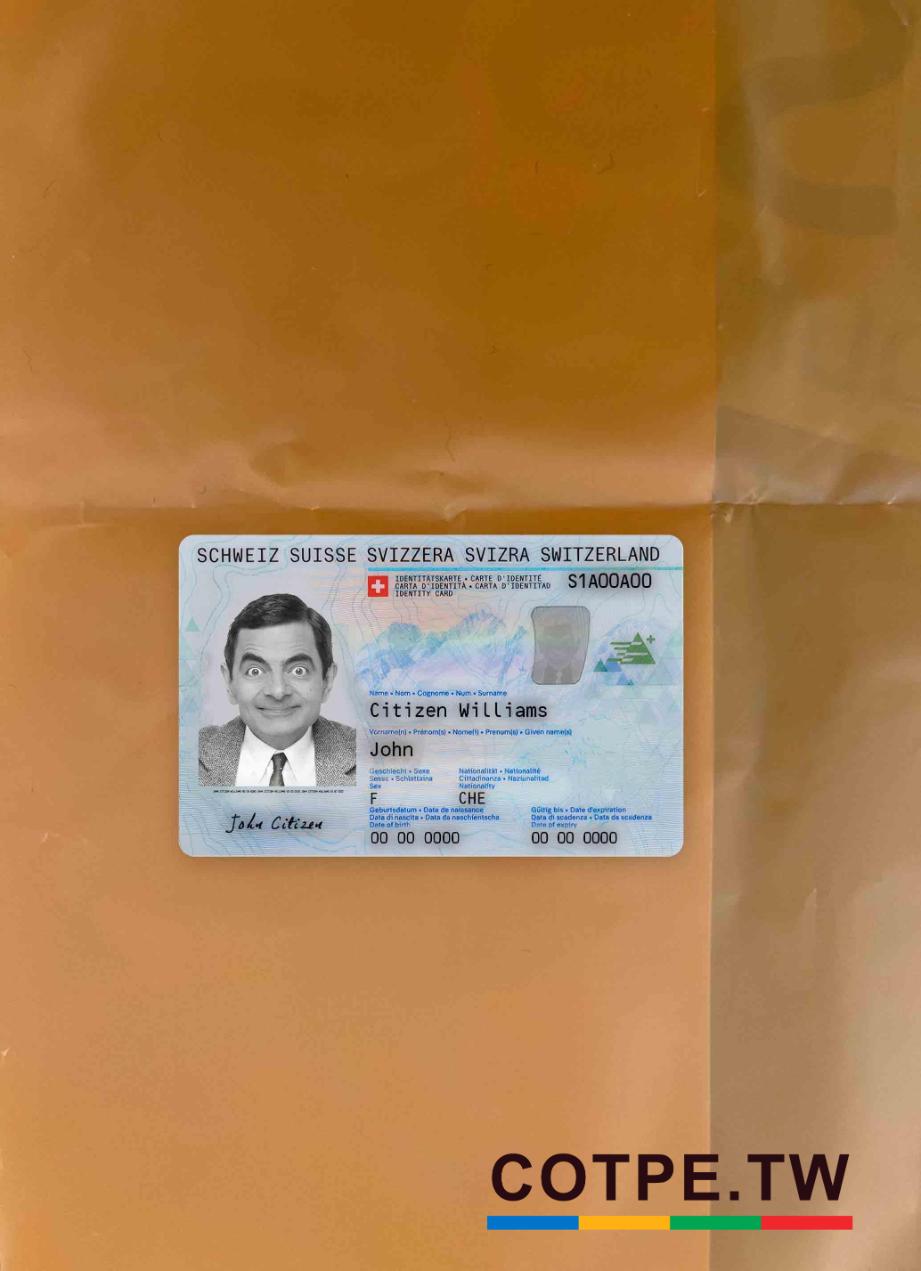 SCHWEIZ SUISSE SVIZZERA SVIZRA SWITZERLAND
IDENTITÄTSKARTE • CARTE D'IDENTITÉ
S1A00A00
CARTA D'IDENTITÀ • CARTA D'IDENTITAD
IDENTITY CARD
Name • Nom • Cognome • Num • Surname
Citizen Williams
Vorname(n) • Prénom(s) • Nome(i) • Prenum(s) • Given name(s)
John
Geschlecht • Sexe
Nationalität • Nationalité
Sesso • Schlattaina
Cittadinanza • Naziunalitad
Sex
Nationality
F
CHE
Geburtsdatum • Date de naissance
Gültig bis • Date d'expiration
Data di nascita • Data da naschientscha
Data di scadenza • Data da scadenza
Date of birth
Date of expiry
00 00 0000
00 00 0000
John Citizen
COTPE.TW